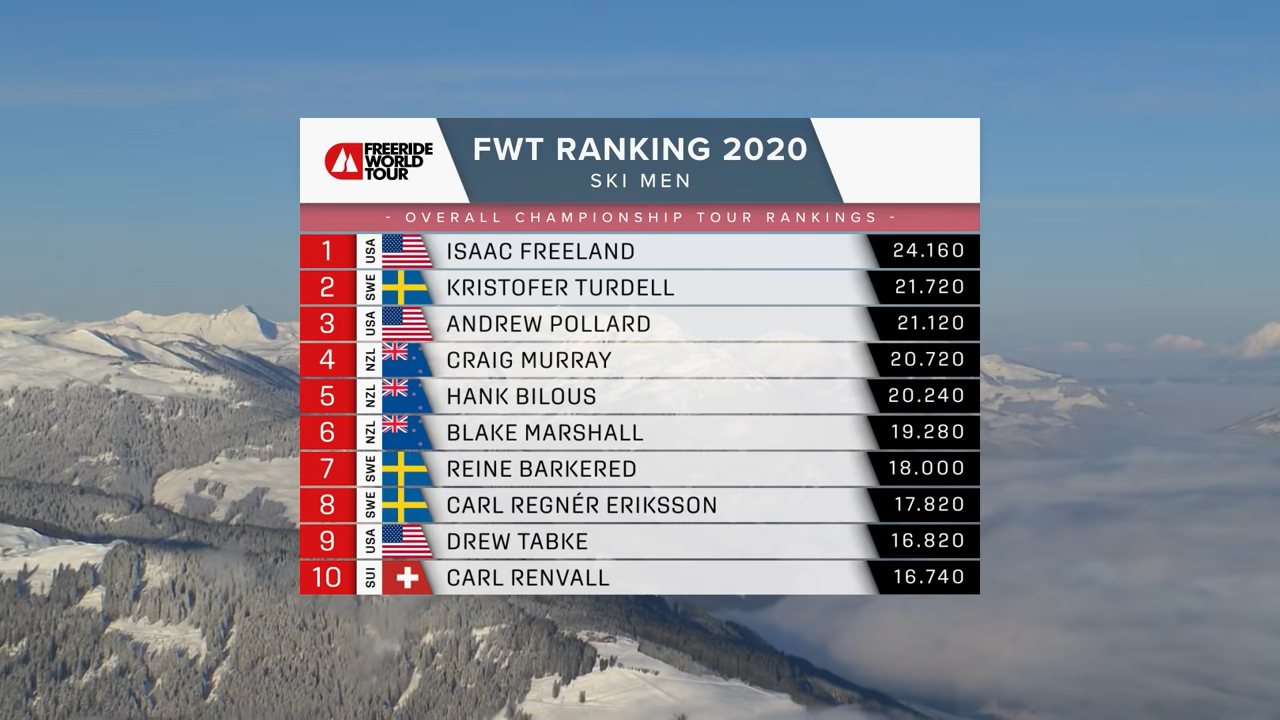 FREERIDE
WORLD
TOUR
FWT RANKING 2020
SKI MEN
- OVERALL CHAMPIONSHIP TOUR RANKINGS -
1 USA ISAAC FREELAND 24.160
2 SWE KRISTOFER TURDELL 21.720
3 USA ANDREW POLLARD 21.120
4 NZL CRAIG MURRAY 20.720
5 NZL HANK BILOUS 20.240
6 NZL BLAKE MARSHALL 19.280
7 SWE REINE BARKERED 18.000
8 SWE CARL REGNÉR ERIKSSON 17.820
9 USA DREW TABKE 16.820
10 SUI CARL RENVALL 16.740